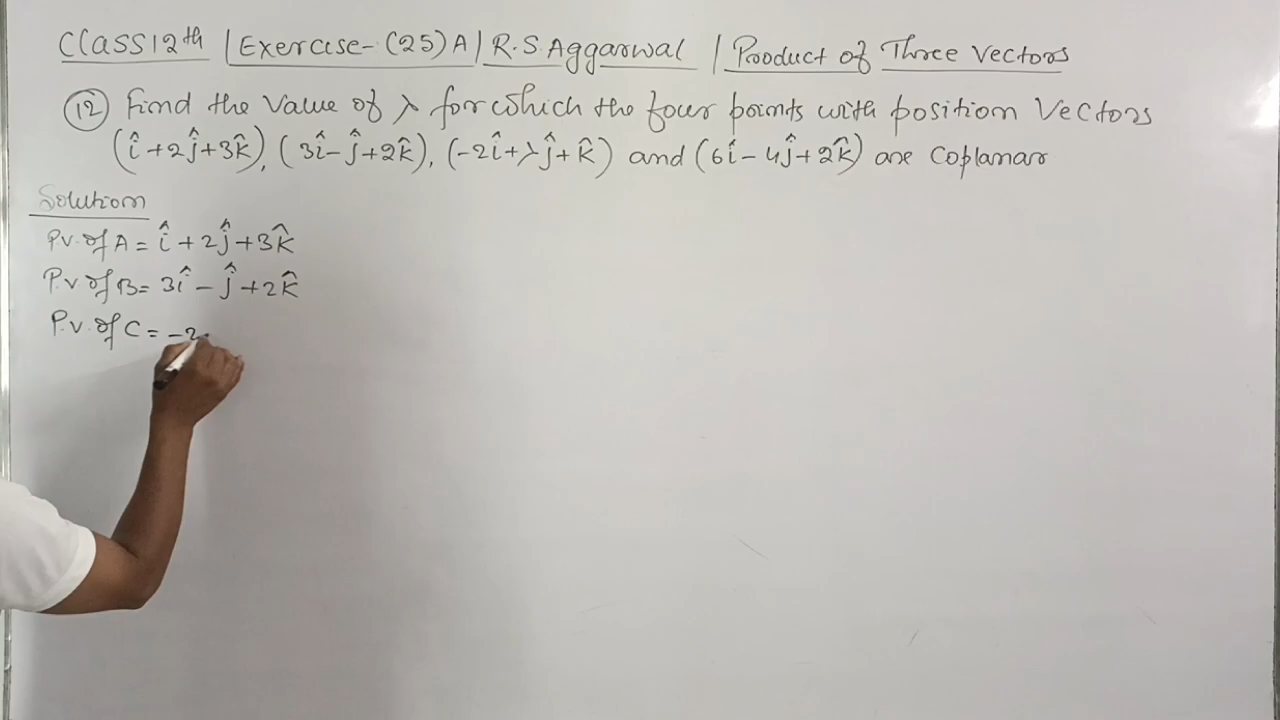 Class 12th | Exercise-(25)A | R.S Aggarwal | Product of Three Vectors
(12) Find the Value of λ for which the four points with position Vectors
(î+2ĵ+3k̂), (3î-ĵ+2k̂), (-2î+λĵ+k̂) and (6î-4ĵ+2k̂) are Coplanar
Solution
P.V. of A = î+2ĵ+3k̂
P.v of B= 3î-ĵ+2k̂
P.v. of C = -2